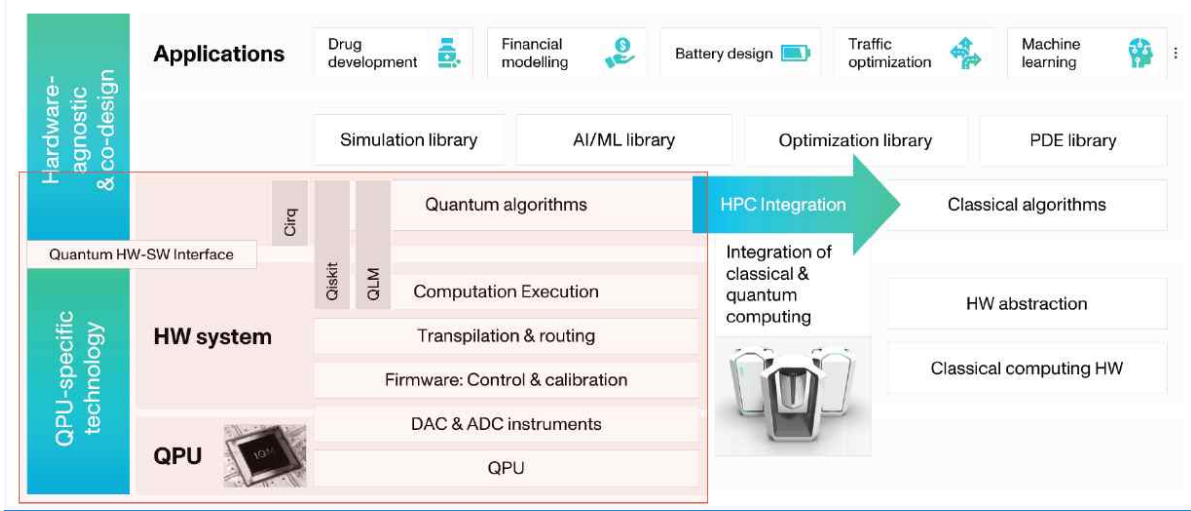 Hardware-
agnostic
& co-design
Applications
Drug
development
Financial
modelling
Battery design
Traffic
optimization
Machine
learning
Simulation library
AI/ML library
Optimization library
PDE library
Cirq
Qiskit
QLM
Quantum algorithms
HPC Integration
Classical algorithms
Quantum HW-SW Interface
Integration of
classical &
quantum
computing
QPU-specific
technology
HW system
Computation Execution
Transpilation & routing
Firmware: Control & calibration
HW abstraction
Classical computing HW
QPU
IQM
DAC & ADC instruments
QPU